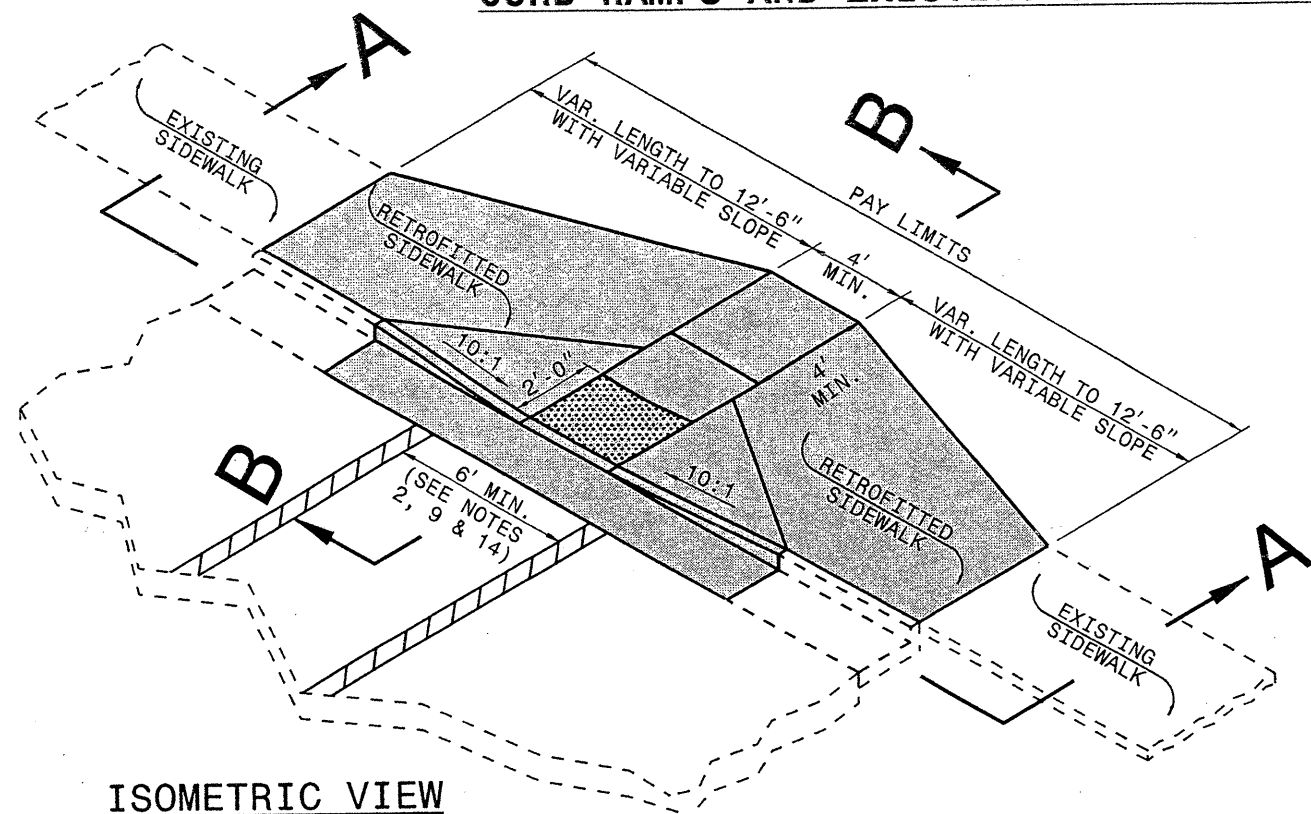 A
B
EXISTING
SIDEWALK
VAR. LENGTH TO 12'-6"
WITH VARIABLE SLOPE
PAY LIMITS
4'
MIN.
VAR. LENGTH TO 12'-6"
WITH VARIABLE SLOPE
RETROFITTED
SIDEWALK
10:1
2'-0"
4'
MIN.
10:1
RETROFITTED
SIDEWALK
B
6' MIN.
(SEE NOTES
2, 9 & 14)
A
EXISTING
SIDEWALK
ISOMETRIC VIEW